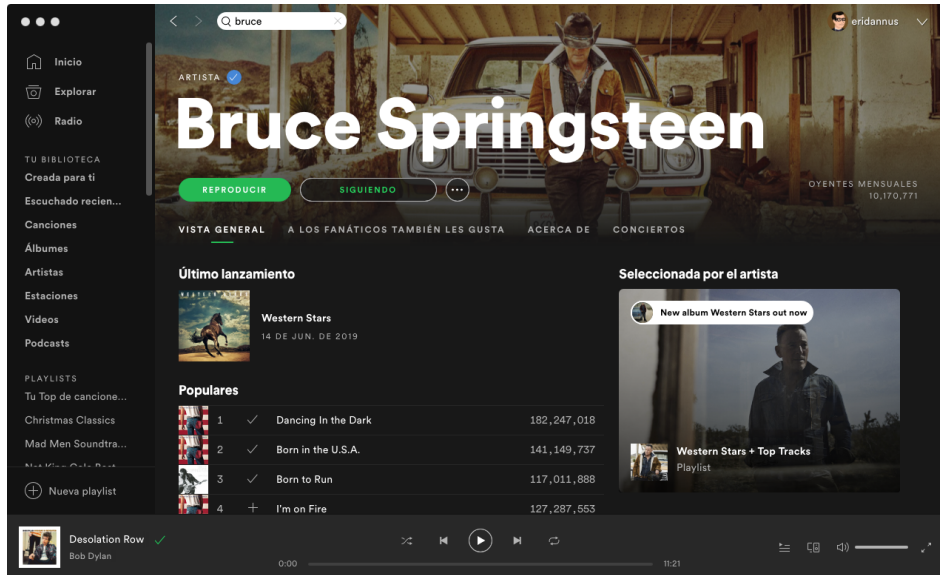 bruce
eridannus
Inicio
Explorar
Radio
TU BIBLIOTECA
Creada para ti
Escuchado recien...
Canciones
Álbumes
Artistas
Estaciones
Videos
Podcasts
PLAYLISTS
Tu Top de cancione...
Christmas Classics
Mad Men Soundtra...
Nueva playlist
ARTISTA
Bruce Springsteen
REPRODUCIR
SIGUIENDO
OYENTES MENSUALES
10,170,771
VISTA GENERAL A LOS FANÁTICOS TAMBIÉN LES GUSTA ACERCA DE CONCIERTOS
Último lanzamiento
Western Stars
14 DE JUN. DE 2019
Populares
1 Dancing In the Dark 182,247,018
2 Born in the U.S.A. 141,149,737
3 Born to Run 117,011,888
4 I'm on Fire 127,287,553
Seleccionada por el artista
New album Western Stars out now
Western Stars + Top Tracks
Playlist
Desolation Row
Bob Dylan
0:00
11:21